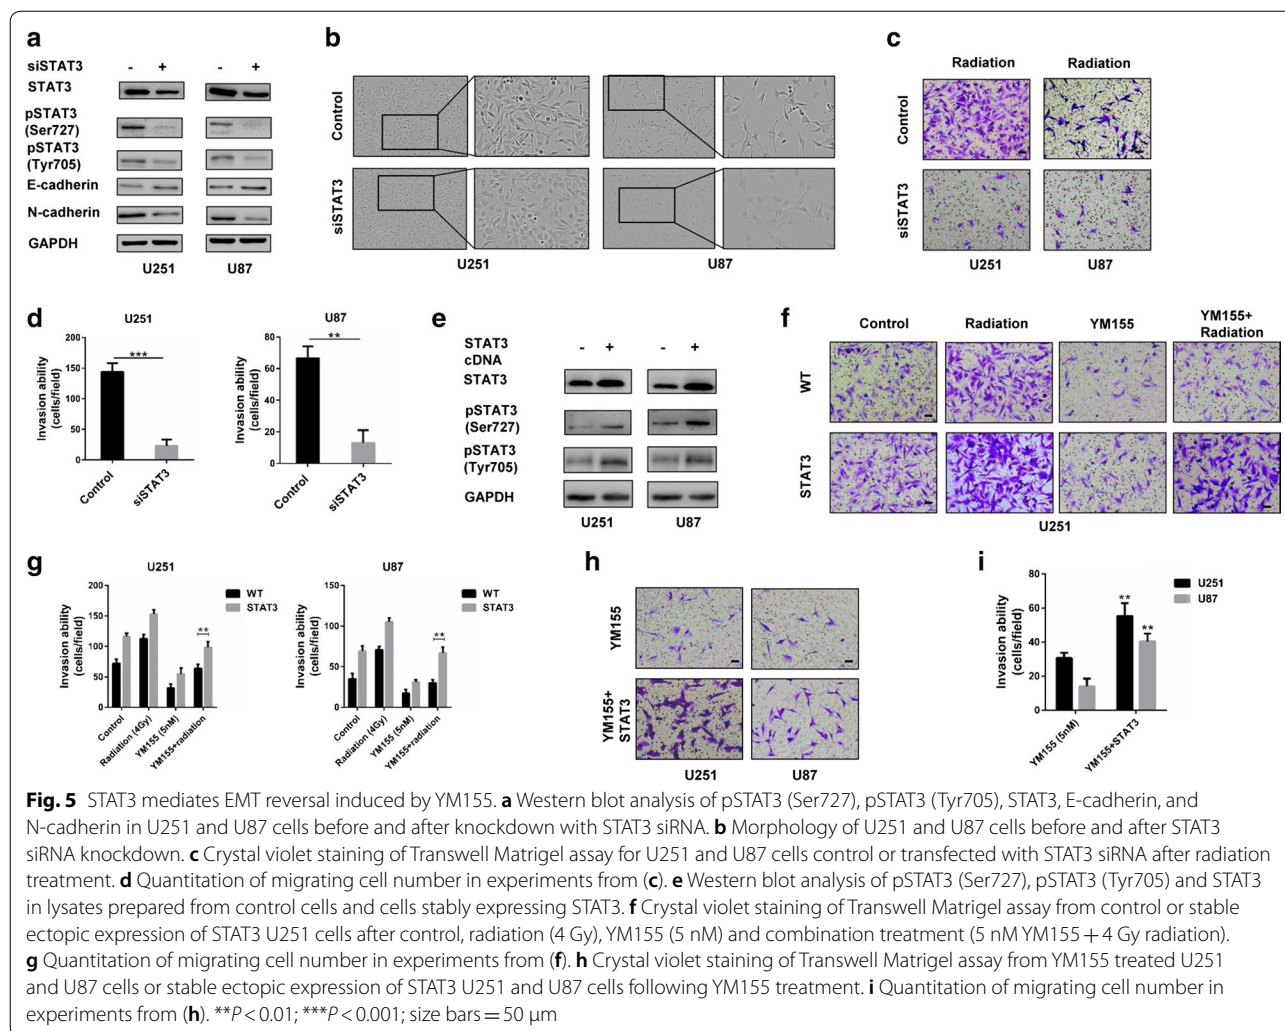 a
siSTAT3 - + - +
STAT3
pSTAT3
(Ser727)
pSTAT3
(Tyr705)
E-cadherin
N-cadherin
GAPDH
U251 U87
b
Control
siSTAT3
U251 U87
c
Radiation Radiation
Control
siSTAT3
U251 U87
d
U251
Invasion ability
(cells/field)
200
150
100
50
0
***
Control
siSTAT3
U87
Invasion ability
(cells/field)
80
60
40
20
0
**
Control
siSTAT3
e
STAT3
cDNA
- + - +
STAT3
pSTAT3
(Ser727)
pSTAT3
(Tyr705)
GAPDH
U251 U87
f
Control Radiation YM155 YM155+
Radiation
WT
STAT3
U251
g
U251
Invasion ability
(cells/field)
200
150
100
50
0
WT
STAT3
**
Control
Radiation (4Gy)
YM155 (5nM)
YM155+radiation
U87
Invasion ability
(cells/field)
150
100
50
0
WT
STAT3
**
Control
Radiation (4Gy)
YM155 (5nM)
YM155+radiation
h
YM155
YM155+
STAT3
U251 U87
i
Invasion ability
(cells/field)
80
60
40
20
0
U251
U87
**
**
YM155 (5nM)
YM155+STAT3
Fig. 5 STAT3 mediates EMT reversal induced by YM155. a Western blot analysis of pSTAT3 (Ser727), pSTAT3 (Tyr705), STAT3, E-cadherin, and
N-cadherin in U251 and U87 cells before and after knockdown with STAT3 siRNA. b Morphology of U251 and U87 cells before and after STAT3
siRNA knockdown. c Crystal violet staining of Transwell Matrigel assay for U251 and U87 cells control or transfected with STAT3 siRNA after radiation
treatment. d Quantitation of migrating cell number in experiments from (c). e Western blot analysis of pSTAT3 (Ser727), pSTAT3 (Tyr705) and STAT3
in lysates prepared from control cells and cells stably expressing STAT3. f Crystal violet staining of Transwell Matrigel assay from control or stable
ectopic expression of STAT3 U251 cells after control, radiation (4 Gy), YM155 (5 nM) and combination treatment (5 nM YM155 + 4 Gy radiation).
g Quantitation of migrating cell number in experiments from (f). h Crystal violet staining of Transwell Matrigel assay from YM155 treated U251
and U87 cells or stable ectopic expression of STAT3 U251 and U87 cells following YM155 treatment. i Quantitation of migrating cell number in
experiments from (h). **P < 0.01; ***P < 0.001; size bars = 50 μm